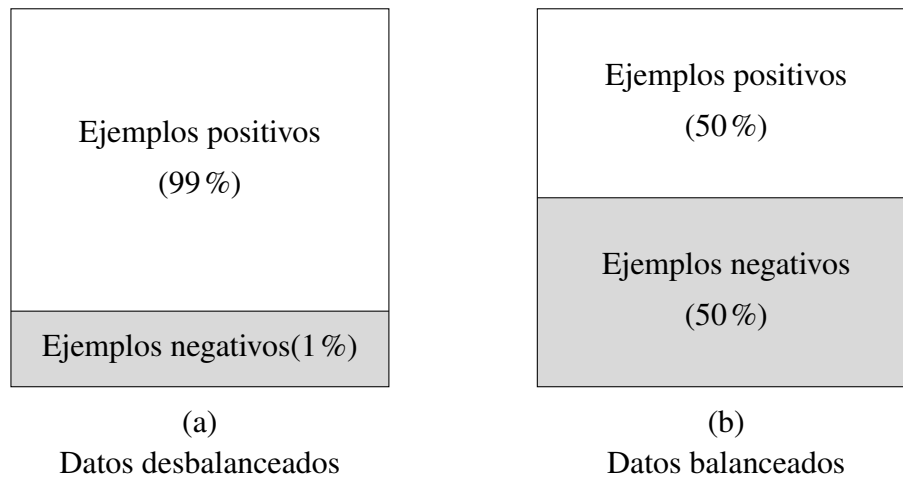 Ejemplos positivos
(99 %)
Ejemplos negativos(1 %)
(a)
Datos desbalanceados
Ejemplos positivos
(50 %)
Ejemplos negativos
(50 %)
(b)
Datos balanceados